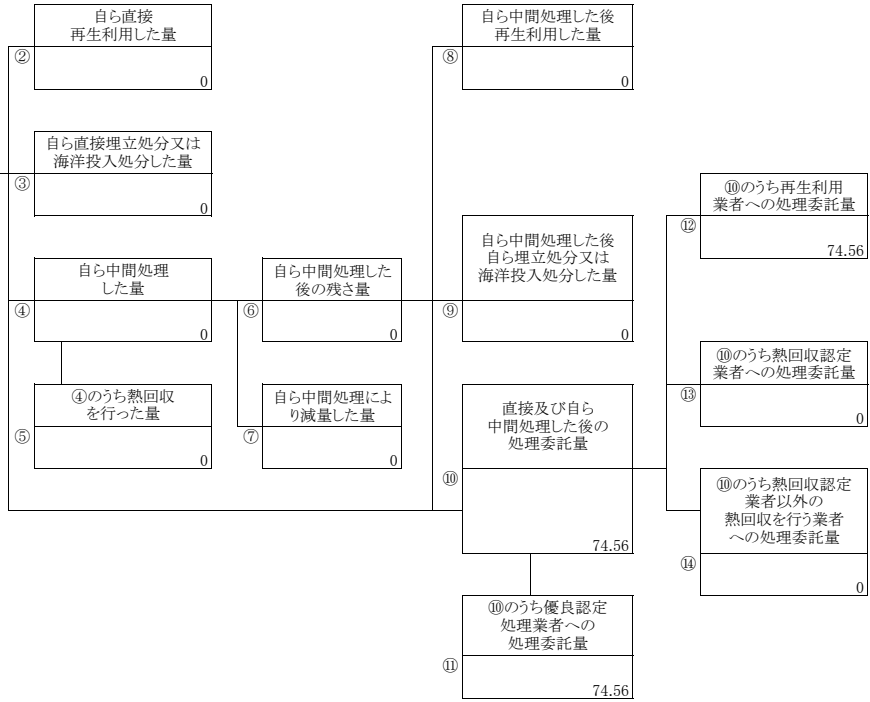 自ら直接
再生利用した量
②
0
自ら直接埋立処分又は
海洋投入処分した量
③
0
自ら中間処理
した量
④
0
④のうち熱回収
を行った量
⑤
0
自ら中間処理した
後の残さ量
⑥
0
自ら中間処理によ
り減量した量
⑦
0
自ら中間処理した後
再生利用した量
⑧
0
自ら中間処理した後
自ら埋立処分又は
海洋投入処分した量
⑨
0
直接及び自ら
中間処理した後の
処理委託量
⑩
74.56
⑩のうち優良認定
処理業者への
処理委託量
⑪
74.56
⑩のうち再生利用
業者への処理委託量
⑫
74.56
⑩のうち熱回収認定
業者への処理委託量
⑬
0
⑩のうち熱回収認定
業者以外の
熱回収を行う業者
への処理委託量
⑭
0